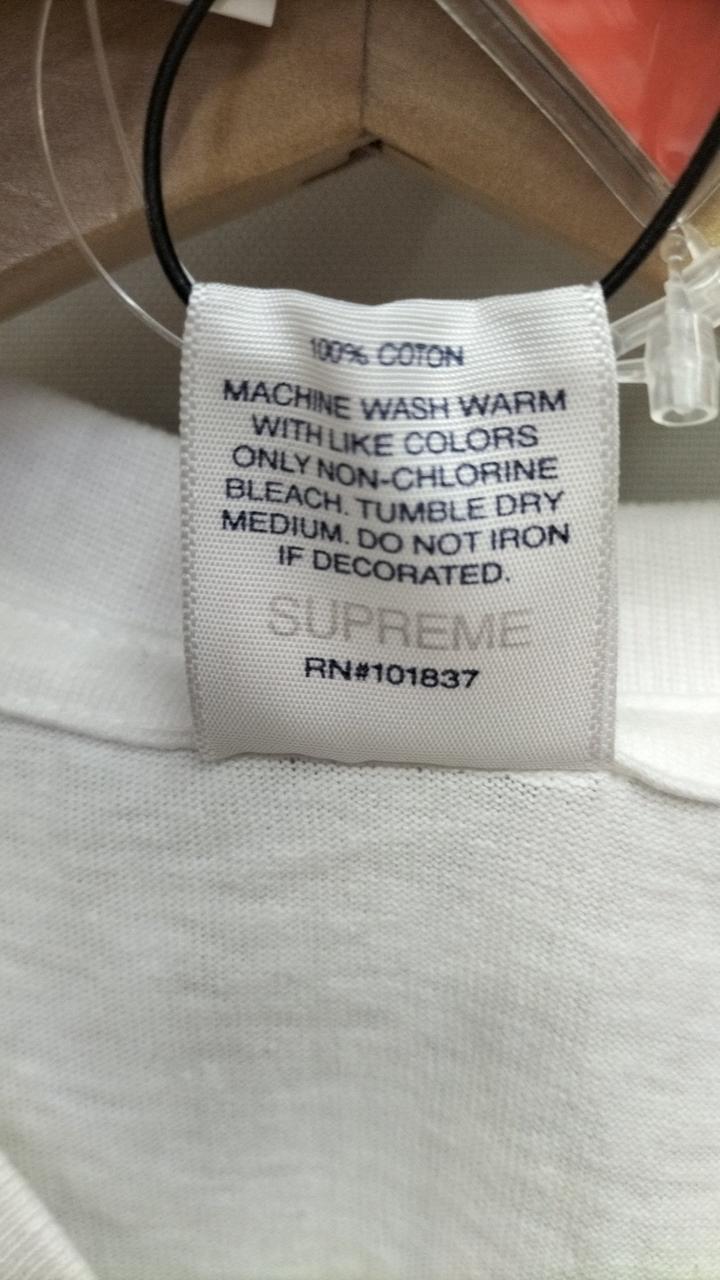 100% COTON
MACHINE WASH WARM
WITH LIKE COLORS
ONLY NON-CHLORINE
BLEACH. TUMBLE DRY
MEDIUM. DO NOT IRON
IF DECORATED.
SUPREME
RN#101837